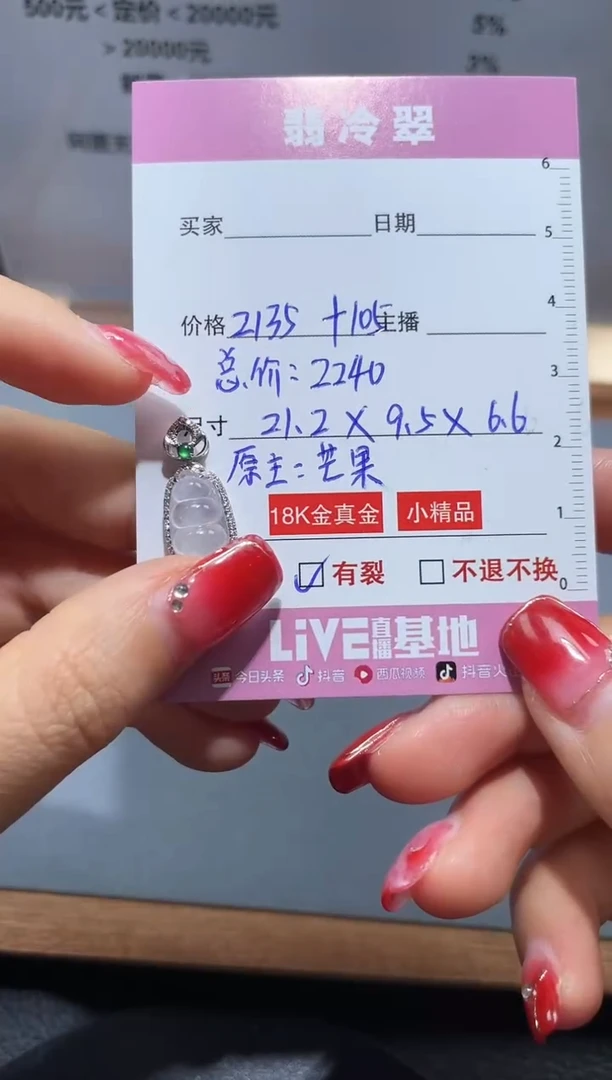 500元<定价<20000元
5%
>20000元
翡冷翠
6
买家 日期
5
4
价格 2135 +105 主播
总价：2240
3
尺寸 21.2 X 9.5 X 6.6
2
原主：芒果
18K金真金 小精品
1
☑有裂 ☐不退不换
0
LiVE直播基地
头条 今日头条 抖音 西瓜视频 抖音火